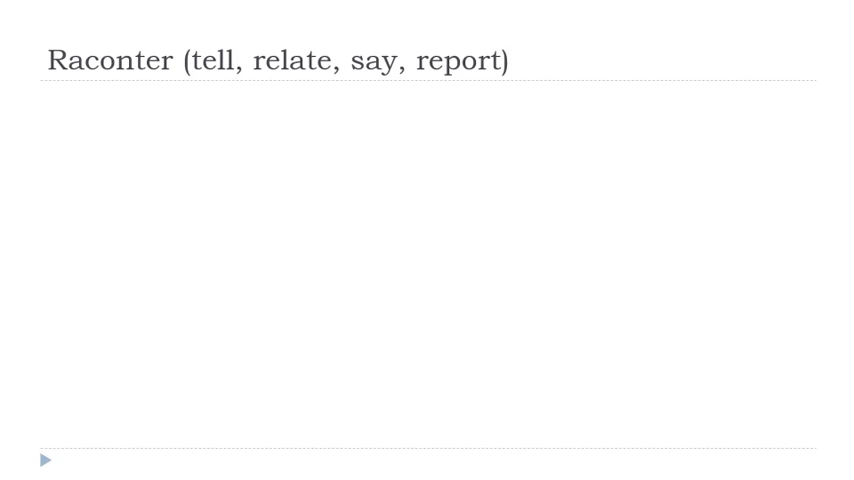 Raconter (tell, relate, say, report)